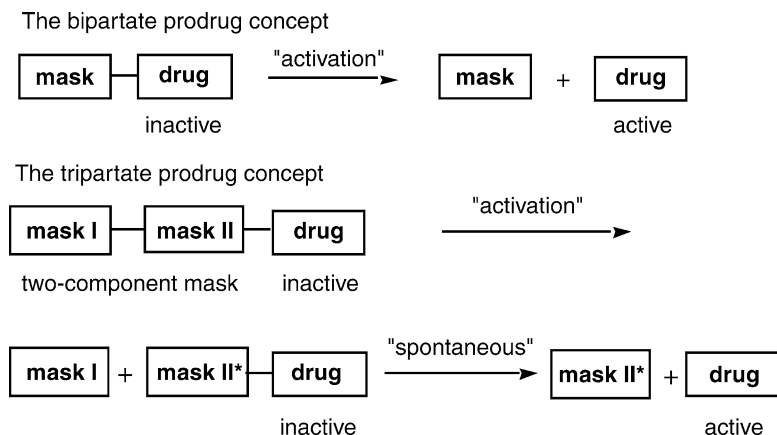 The bipartate prodrug concept
mask drug "activation" mask + drug
inactive active
The tripartate prodrug concept
mask I mask II drug "activation"
two-component mask inactive
mask I + mask II* drug "spontaneous" mask II* + drug
inactive active